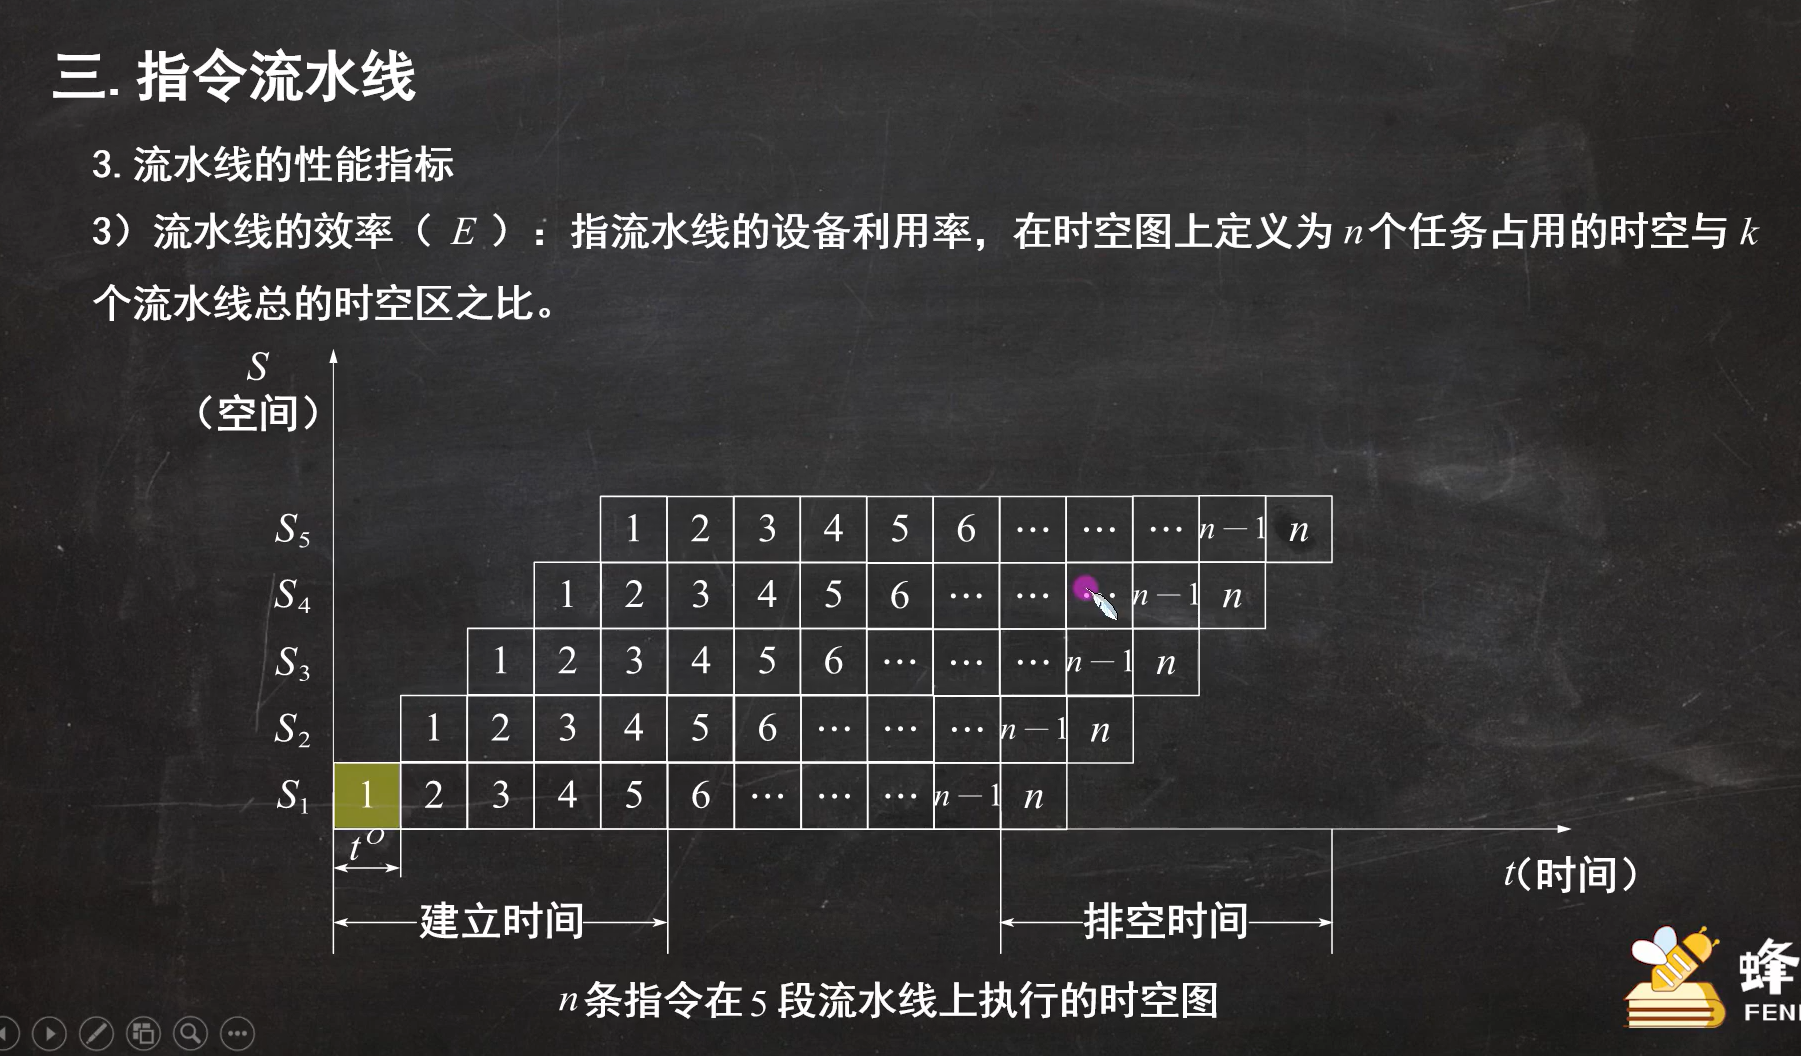 三. 指令流水线
3. 流水线的性能指标
3）流水线的效率（ E ）：指流水线的设备利用率，在时空图上定义为 n 个任务占用的时空与 k
个流水线总的时空区之比。
S
（空间）
S5 1 2 3 4 5 6 … … … n－1 n
S4 1 2 3 4 5 6 … … … n－1 n
S3 1 2 3 4 5 6 … … … n－1 n
S2 1 2 3 4 5 6 … … … n－1 n
S1 1 2 3 4 5 6 … … … n－1 n
t
t(时间）
建立时间 排空时间
n 条指令在 5 段流水线上执行的时空图
蜂
FEN